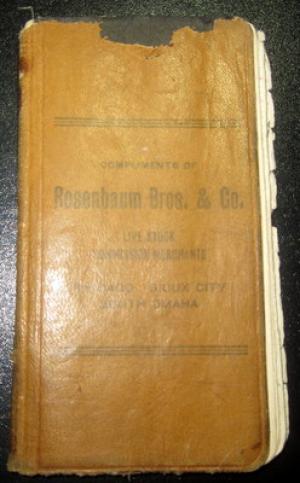 COMPLIMENTS OF
Rosenbaum Bros. & Co.
LIVE STOCK
COMMISSION MERCHANTS
CHICAGO SIOUX CITY
SOUTH OMAHA